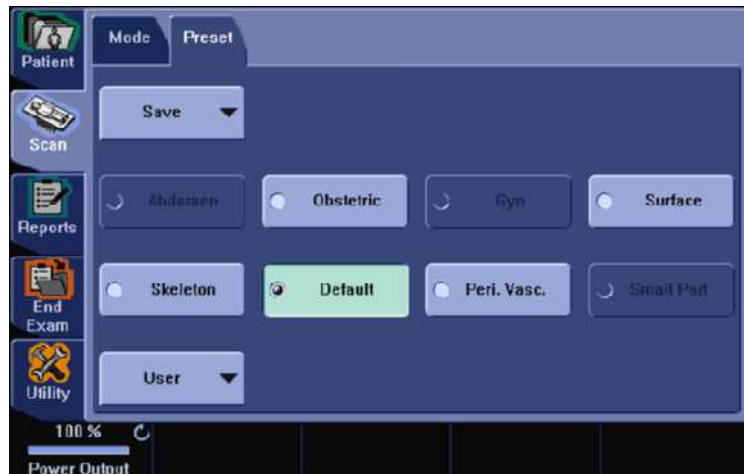 Mode Preset
Patient
Save
Scan
Abdomen Obstetric Gyn Surface
Reports
Skeleton Default Peri. Vasc. Small Part
End
Exam
User
Utility
100 %
Power Output